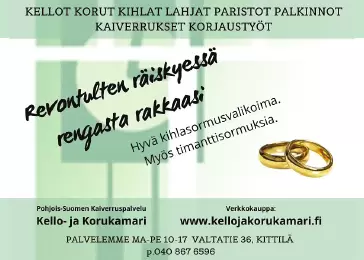 KELLOT KORUT KIHLAT LAHJAT PARISTOT PALKINNOT
KAIVERRUKSET KORJAUSTYÖT
Revontulten räiskyessä
rengasta rakkaasi
Hyvä kihlasormusvalikoima.
Myös timanttisormuksia.
Pohjois-Suomen Kaiverruspalvelu
Kello- ja Korukamari
Verkkokauppa:
www.kellojakorukamari.fi
PALVELEMME MA-PE 10-17 VALTATIE 36, KITTILÄ
p.040 867 6596